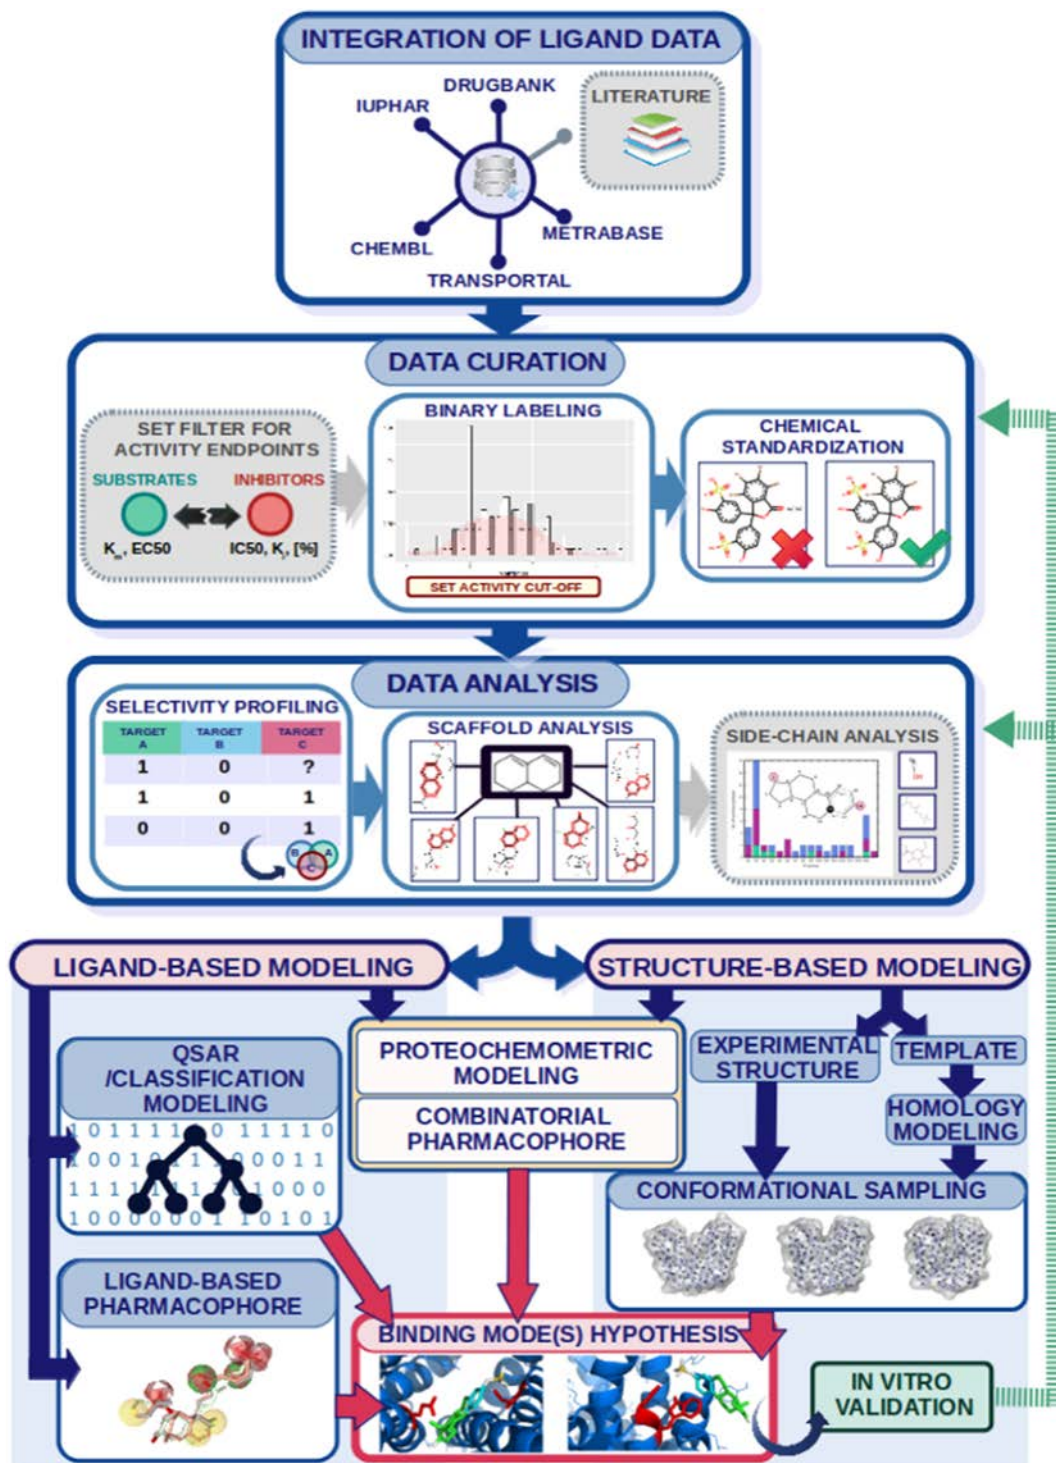 INTEGRATION OF LIGAND DATA
DRUGBANK
IUPHAR
LITERATURE
METRABASE
CHEMBL
TRANSPORTAL
DATA CURATION
SET FILTER FOR
ACTIVITY ENDPOINTS
SUBSTRATES
INHIBITORS
Km, EC50
IC50, Ki, [%]
BINARY LABELING
SET ACTIVITY CUT-OFF
CHEMICAL
STANDARDIZATION
DATA ANALYSIS
SELECTIVITY PROFILING
TARGET TARGET TARGET
A B C
1 0 ?
1 0 1
0 0 1
B A
C
SCAFFOLD ANALYSIS
SIDE-CHAIN ANALYSIS
LIGAND-BASED MODELING
STRUCTURE-BASED MODELING
QSAR
/CLASSIFICATION
MODELING
PROTEOCHEMOMETRIC
MODELING
COMBINATORIAL
PHARMACOPHORE
EXPERIMENTAL
STRUCTURE
TEMPLATE
HOMOLOGY
MODELING
CONFORMATIONAL SAMPLING
LIGAND-BASED
PHARMACOPHORE
BINDING MODE(S) HYPOTHESIS
IN VITRO
VALIDATION